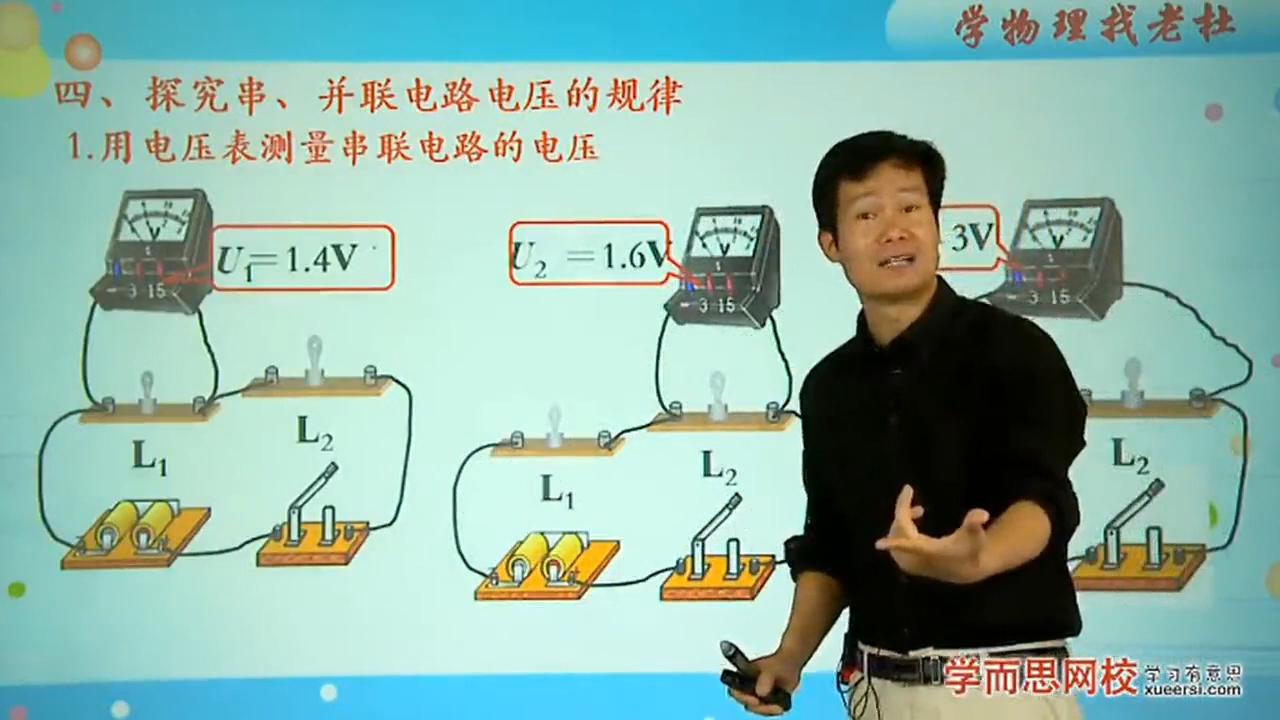 学物理找老杜
四、探究串、并联电路电压的规律
1.用电压表测量串联电路的电压
U₁=1.4V
U₂ =1.6V
3V
- 3 15
- 3 15
- 3 15
L₁
L₂
L₁
L₂
L₂
学而思网校
学习有意思
xueersi.com